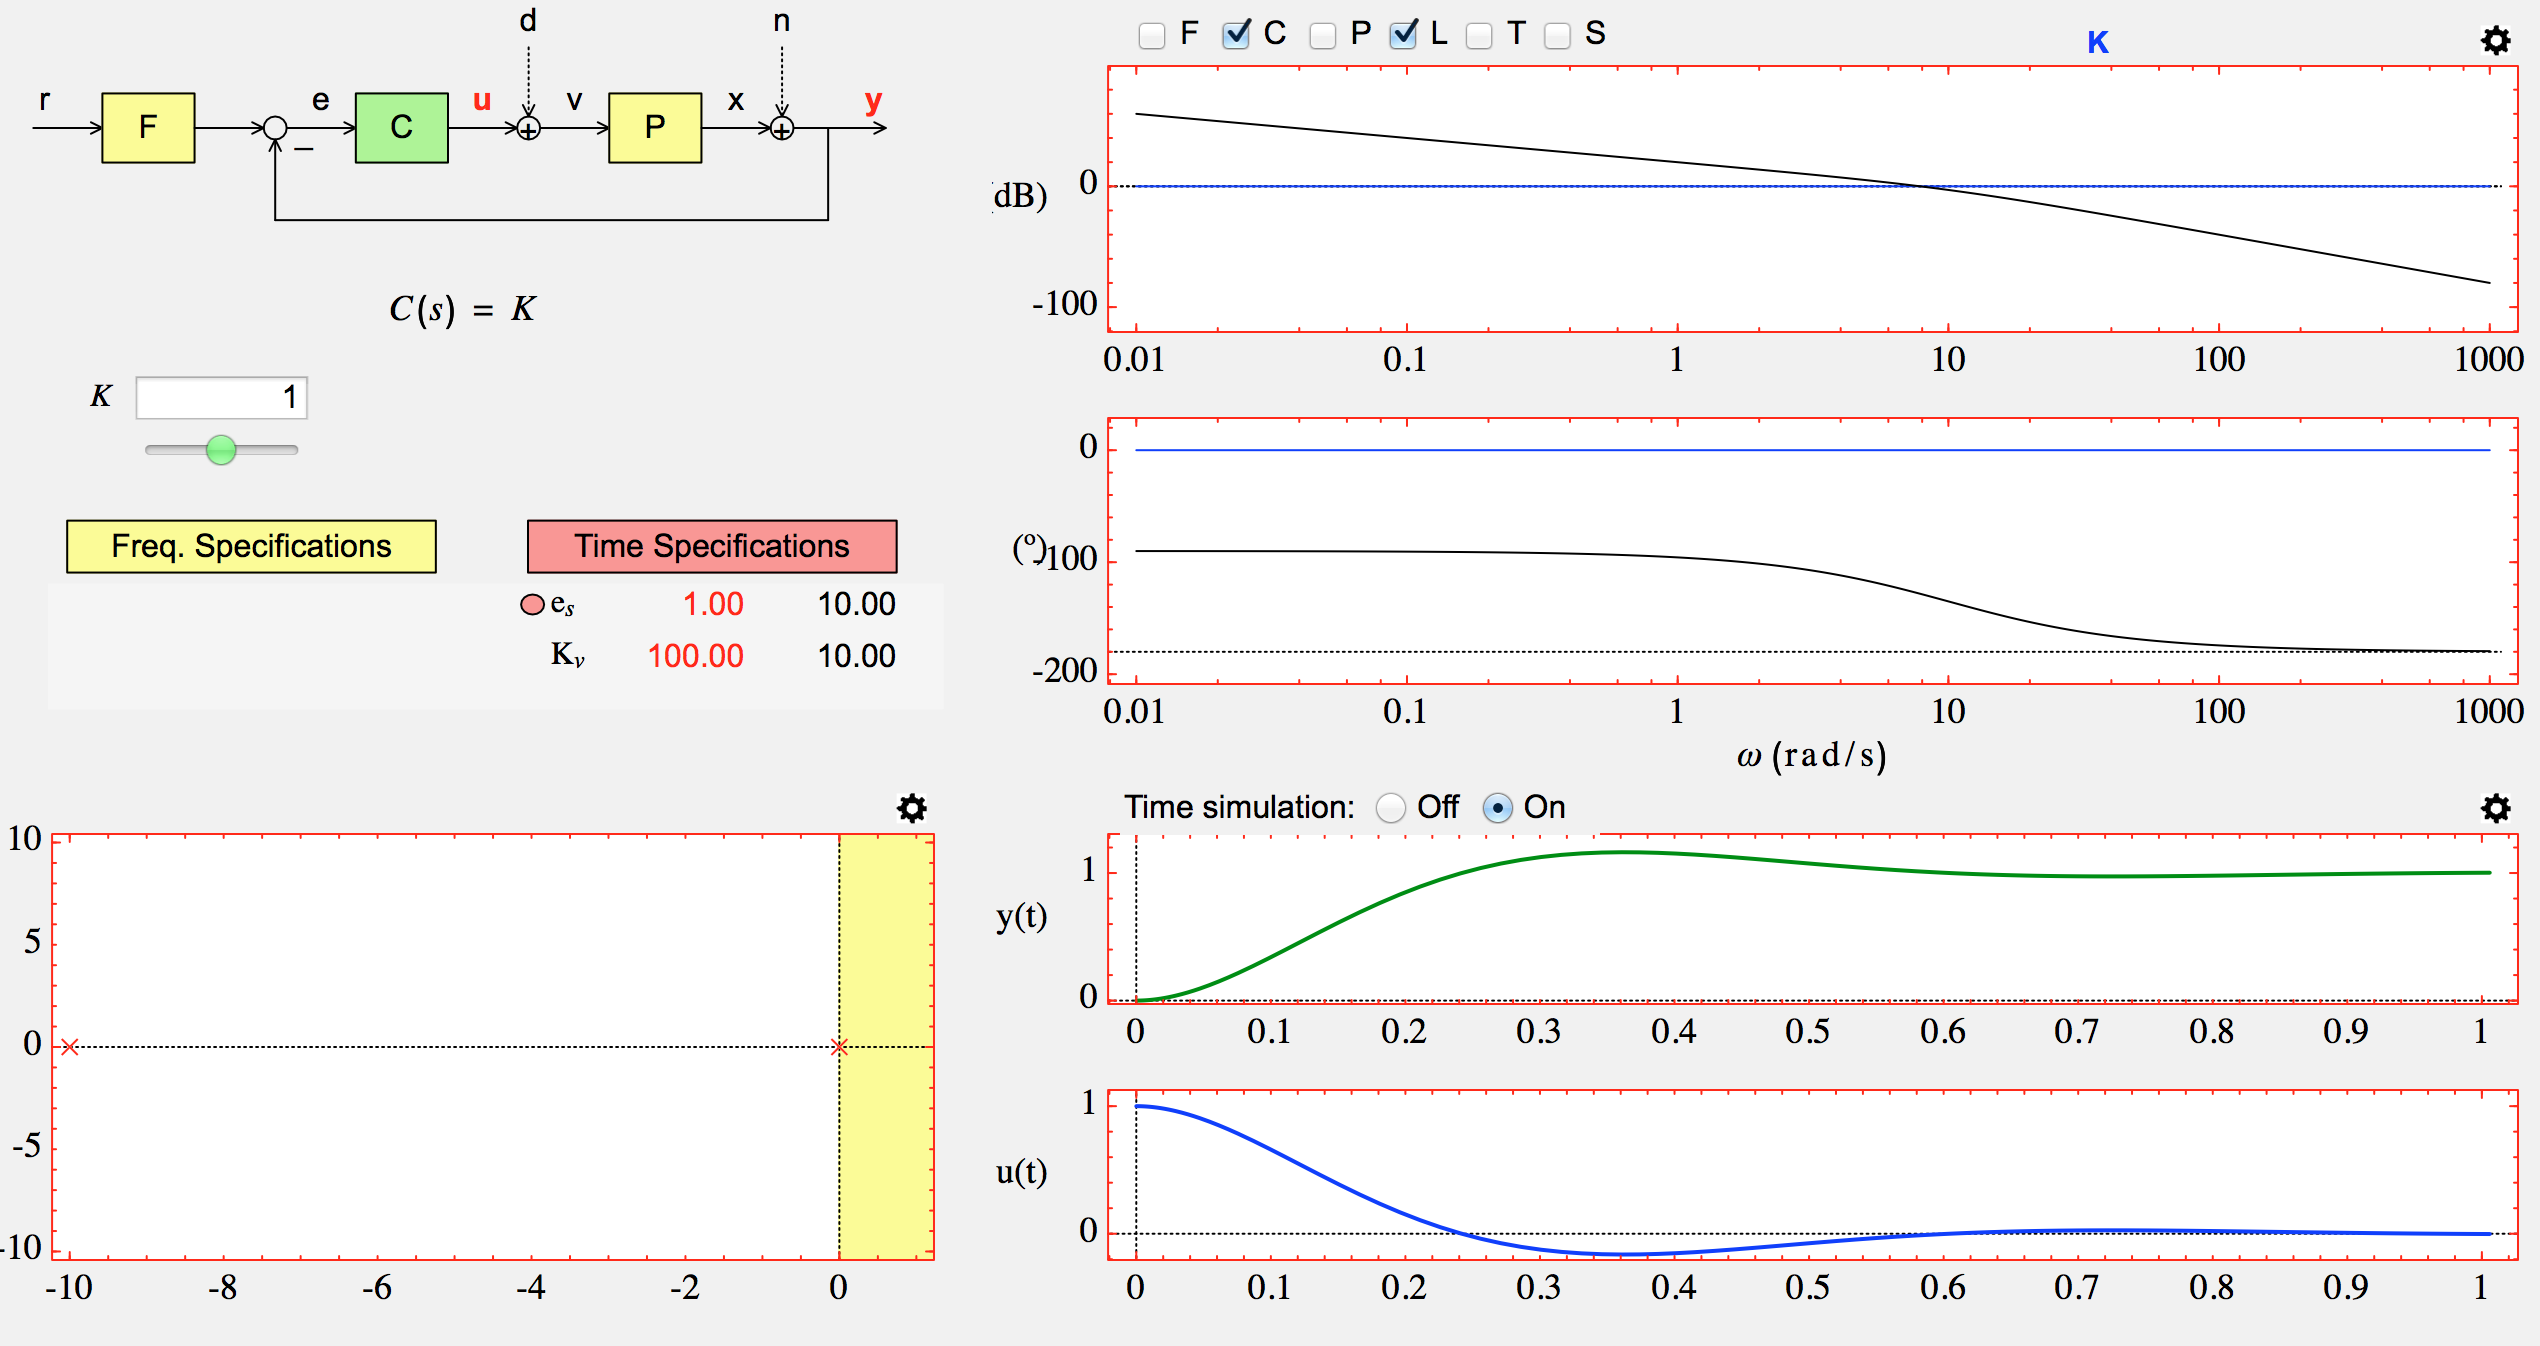 d n
r F e C u v P x y
+ +
–
C(s) = K
K 1
Freq. Specifications Time Specifications
es 1.00 10.00
Kv 100.00 10.00
10
5
0
-5
-10
-10 -8 -6 -4 -2 0
F C P L T S K
(dB)
0
-100
0.01 0.1 1 10 100 1000
(º)
0
-100
-200
0.01 0.1 1 10 100 1000
ω (rad/s)
Time simulation: Off On
y(t)
1
0
0 0.1 0.2 0.3 0.4 0.5 0.6 0.7 0.8 0.9 1
u(t)
1
0
0 0.1 0.2 0.3 0.4 0.5 0.6 0.7 0.8 0.9 1